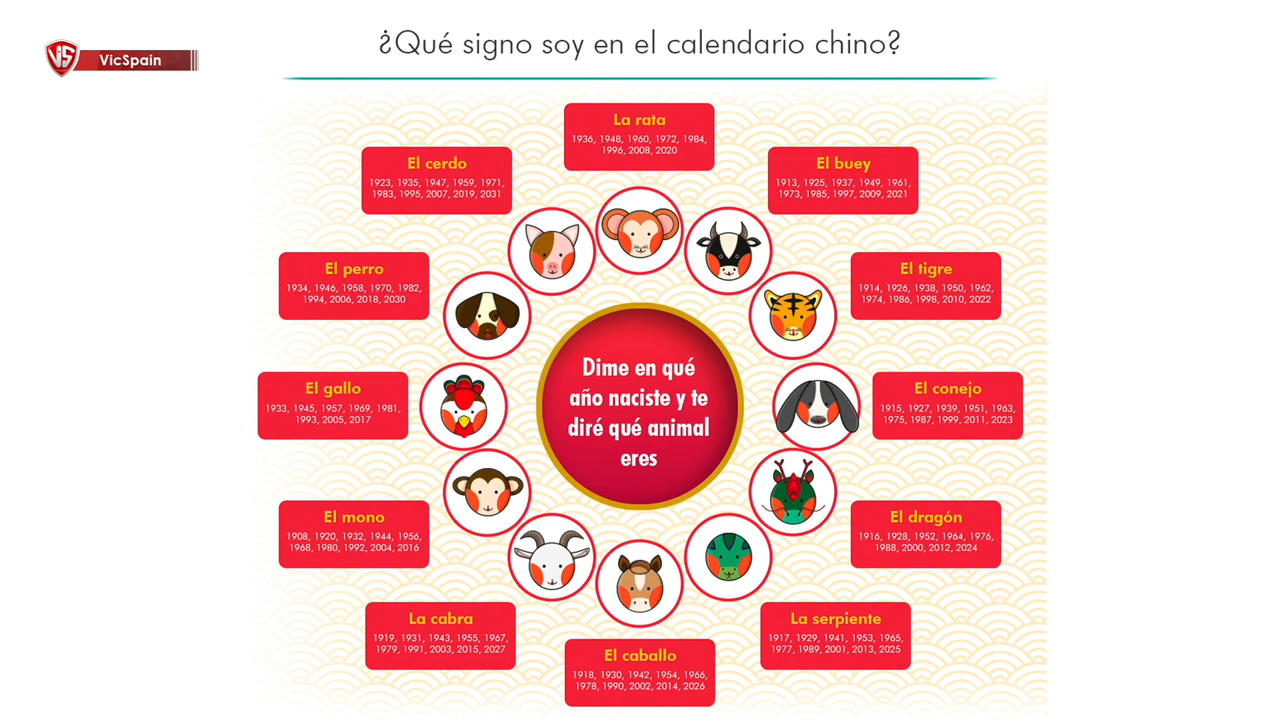 ¿Qué signo soy en el calendario chino?
VIS
VicSpain
La rata
1936, 1948, 1960, 1972, 1984,
1996, 2008, 2020
El cerdo
1923, 1935, 1947, 1959, 1971,
1983, 1995, 2007, 2019, 2031
El buey
1913, 1925, 1937, 1949, 1961,
1973, 1985, 1997, 2009, 2021
El perro
1934, 1946, 1958, 1970, 1982,
1994, 2006, 2018, 2030
El tigre
1914, 1926, 1938, 1950, 1962,
1974, 1986, 1998, 2010, 2022
Dime en qué
año naciste y te
diré qué animal
eres
El gallo
1933, 1945, 1957, 1969, 1981,
1993, 2005, 2017
El conejo
1915, 1927, 1939, 1951, 1963,
1975, 1987, 1999, 2011, 2023
El mono
1908, 1920, 1932, 1944, 1956,
1968, 1980, 1992, 2004, 2016
El dragón
1916, 1928, 1952, 1964, 1976,
1988, 2000, 2012, 2024
La cabra
1919, 1931, 1943, 1955, 1967,
1979, 1991, 2003, 2015, 2027
La serpiente
1917, 1929, 1941, 1953, 1965,
1977, 1989, 2001, 2013, 2025
El caballo
1918, 1930, 1942, 1954, 1966,
1978, 1990, 2002, 2014, 2026